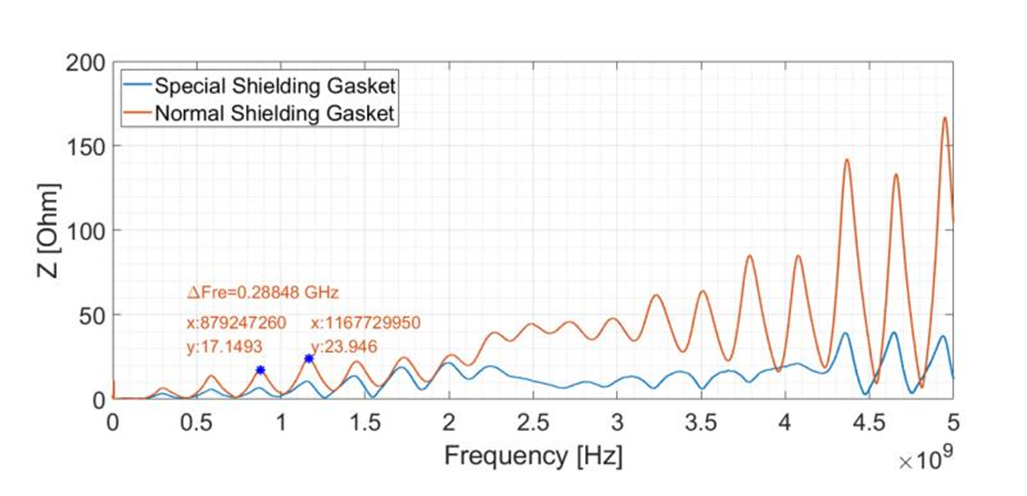 200
Special Shielding Gasket
Normal Shielding Gasket
150
Z [Ohm]
100
ΔFre=0.28848 GHz
50
x:879247260 x:1167729950
y:17.1493 y:23.946
0
0 0.5 1 1.5 2 2.5 3 3.5 4 4.5 5
Frequency [Hz]
×10⁹